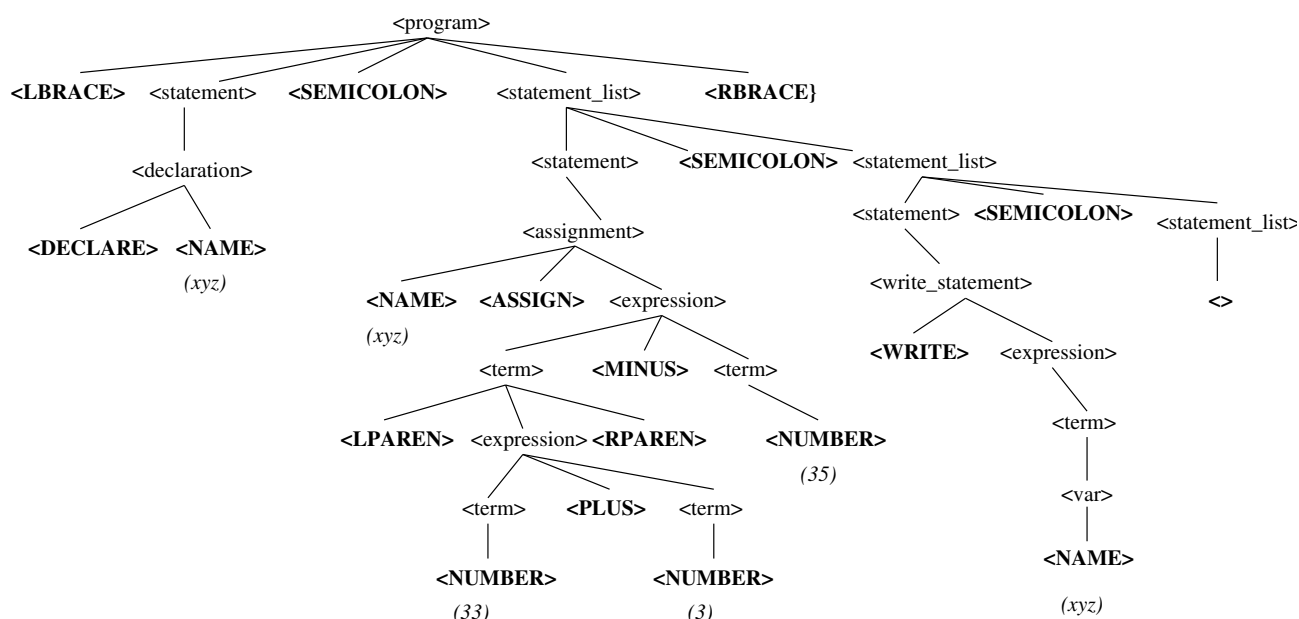 <program>
<LBRACE> <statement> <SEMICOLON> <statement_list> <RBRACE}
<statement> <SEMICOLON> <statement_list>
<declaration>
<statement> <SEMICOLON> <statement_list>
<DECLARE> <NAME> <assignment>
(xyz) <write_statement>
<NAME> <ASSIGN> <expression> <>
(xyz)
<WRITE> <expression>
<term> <MINUS> <term>
<term>
<LPAREN> <expression> <RPAREN> <NUMBER>
(35)
<var>
<term> <PLUS> <term>
<NAME>
<NUMBER> <NUMBER>
(33) (3) (xyz)